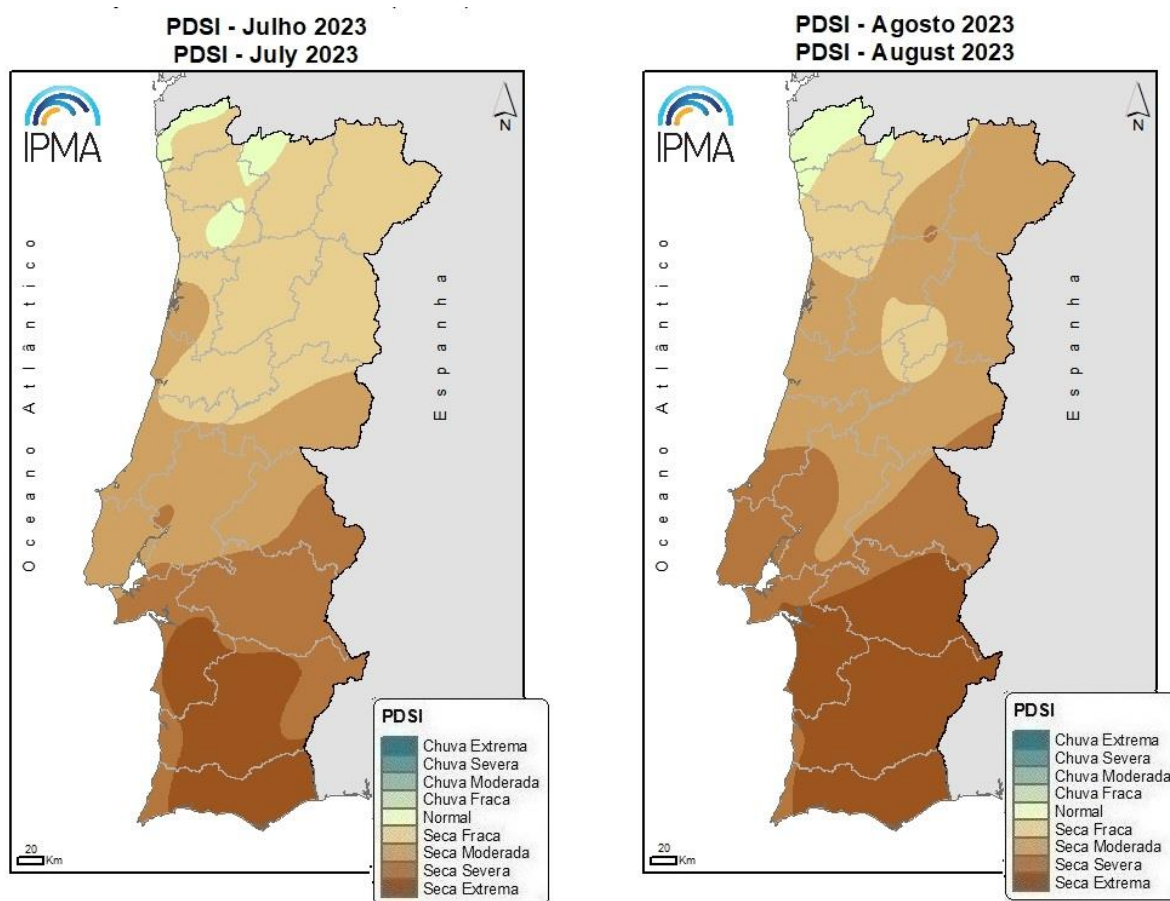 PDSI - Julho 2023
PDSI - July 2023
IPMA
N
Oceano Atlântico
Espanha
PDSI
Chuva Extrema
Chuva Severa
Chuva Moderada
Chuva Fraca
Normal
Seca Fraca
Seca Moderada
Seca Severa
Seca Extrema
20
Km
PDSI - Agosto 2023
PDSI - August 2023
IPMA
N
Oceano Atlântico
Espanha
PDSI
Chuva Extrema
Chuva Severa
Chuva Moderada
Chuva Fraca
Normal
Seca Fraca
Seca Moderada
Seca Severa
Seca Extrema
20
Km